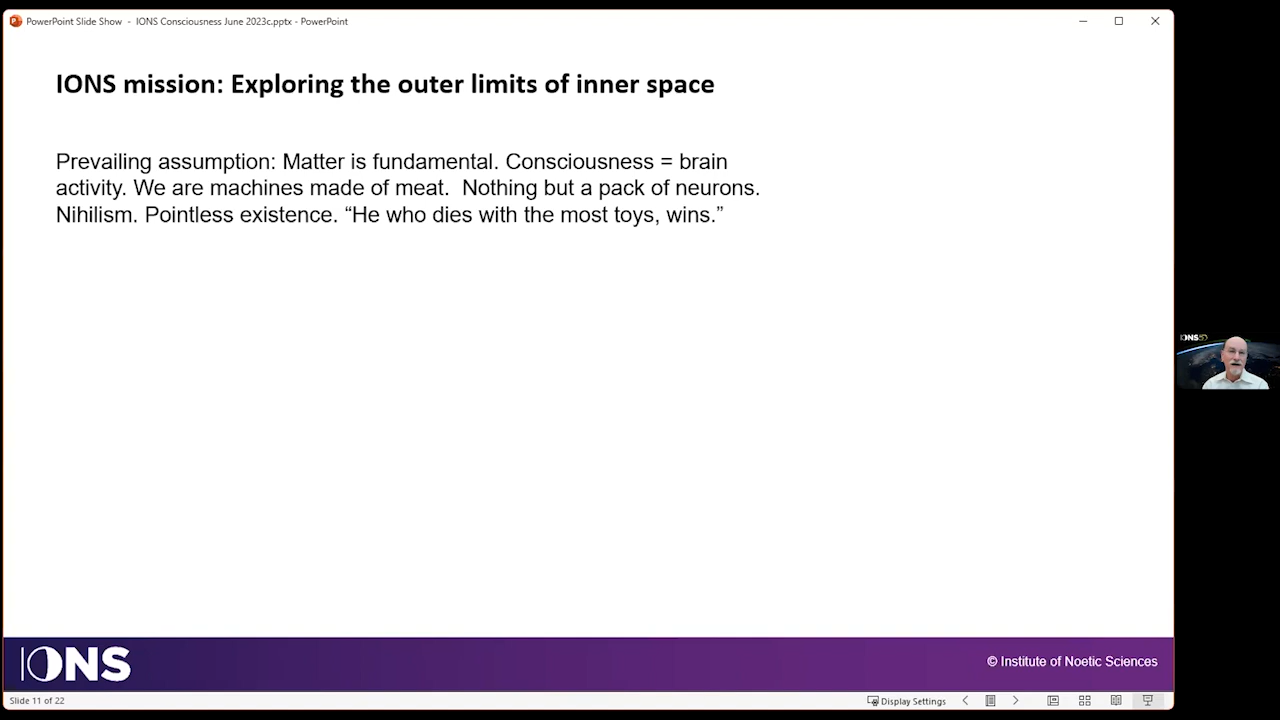 PowerPoint Slide Show - IONS Consciousness June 2023c.pptx - PowerPoint
IONS mission: Exploring the outer limits of inner space
Prevailing assumption: Matter is fundamental. Consciousness = brain
activity. We are machines made of meat.  Nothing but a pack of neurons.
Nihilism. Pointless existence. “He who dies with the most toys, wins.”
IONS
IONS
© Institute of Noetic Sciences
Slide 11 of 22
Display Settings